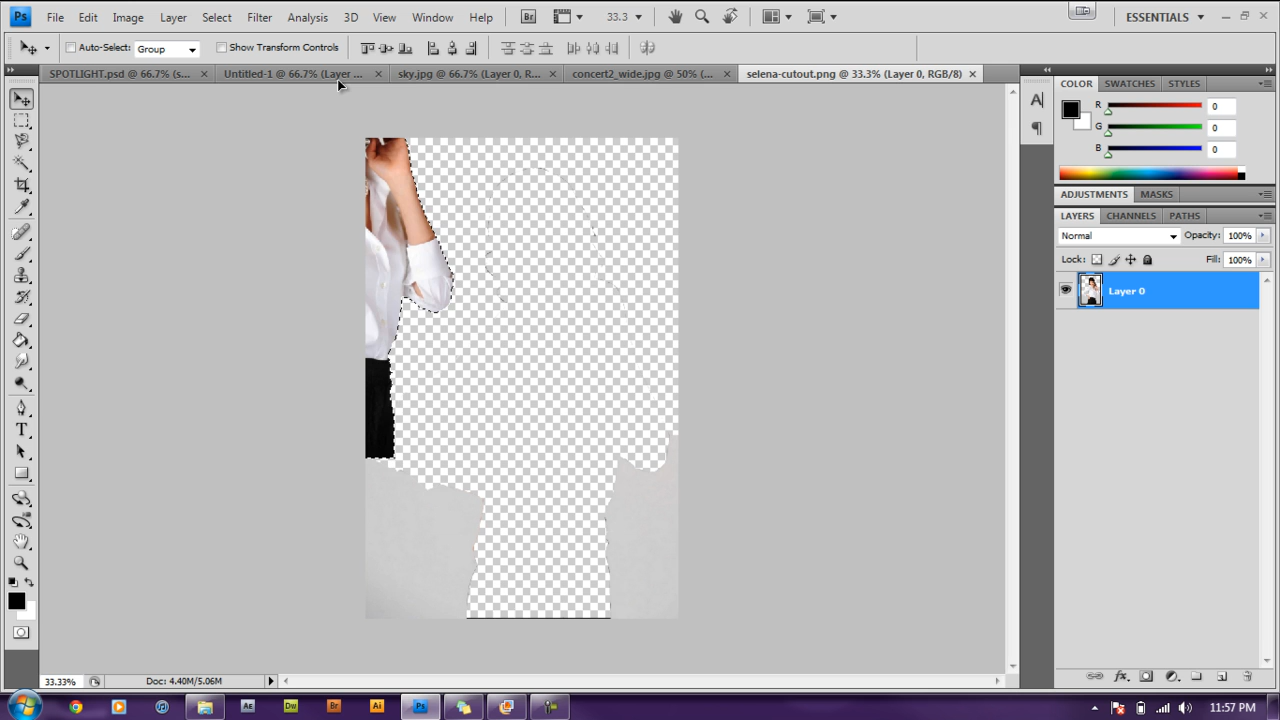 Ps File Edit Image Layer Select Filter Analysis 3D View Window Help Br 33.3 ESSENTIALS
Auto-Select: Group Show Transform Controls
SPOTLIGHT.psd @ 66.7% (s... Untitled-1 @ 66.7% (Layer ... sky.jpg @ 66.7% (Layer 0, R... concert2_wide.jpg @ 50% (... selena-cutout.png @ 33.3% (Layer 0, RGB/8)
COLOR SWATCHES STYLES
R 0
G 0
B 0
ADJUSTMENTS MASKS
LAYERS CHANNELS PATHS
Normal Opacity: 100%
Lock: Fill: 100%
Layer 0
33.33% Doc: 4.40M/5.06M
Ae Dw Br Ai Ps 11:57 PM